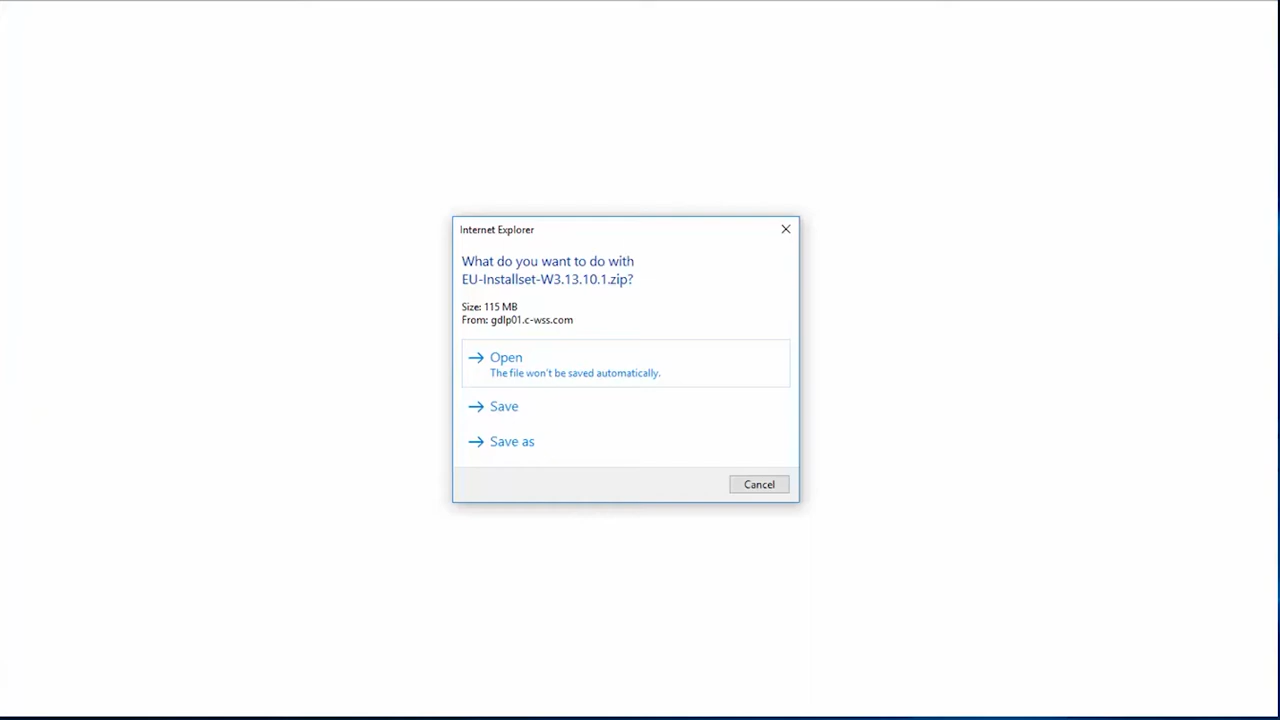 Internet Explorer
What do you want to do with
EU-Installset-W3.13.10.1.zip?
Size: 115 MB
From: gdlp01.c-wss.com
Open
The file won't be saved automatically.
Save
Save as
Cancel